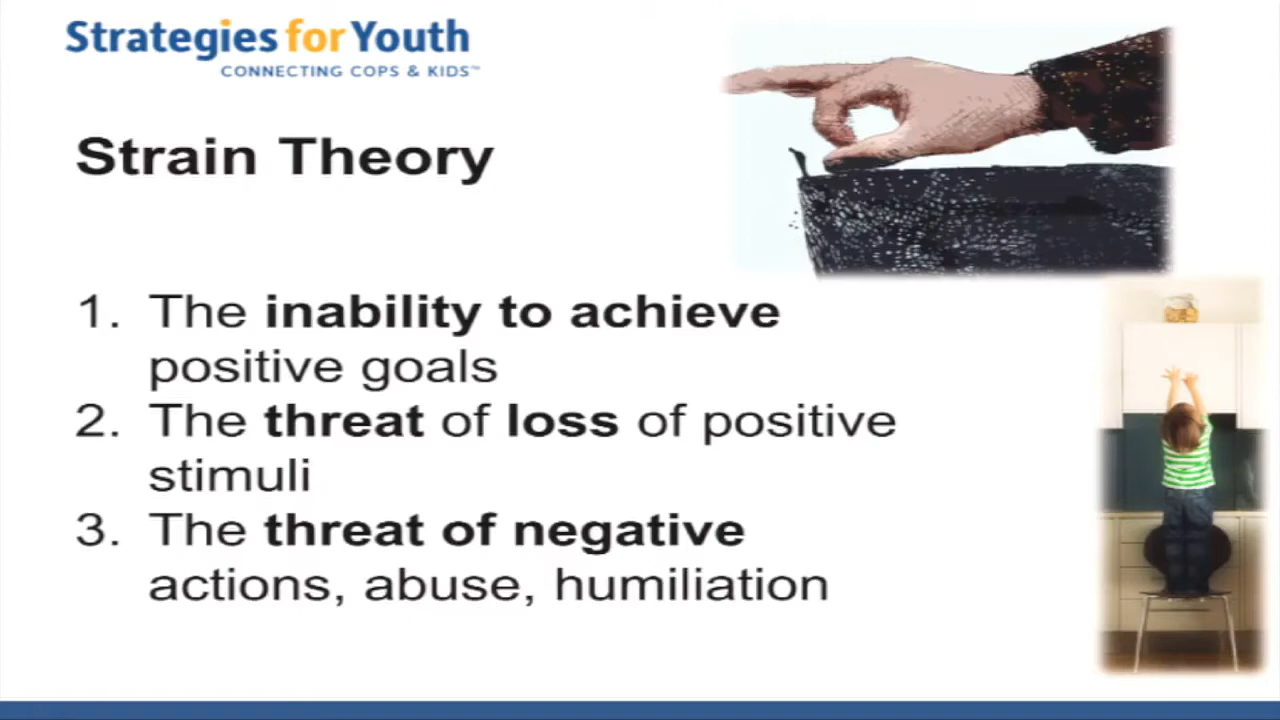 Strategies for Youth
CONNECTING COPS & KIDS™
Strain Theory
1. The inability to achieve
positive goals
2. The threat of loss of positive
stimuli
3. The threat of negative
actions, abuse, humiliation